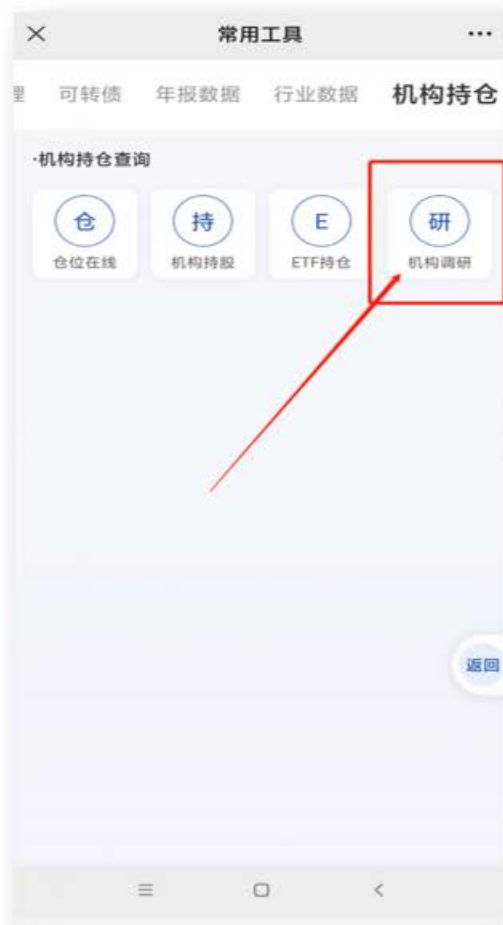 常用工具
理 可转债 年报数据 行业数据 机构持仓
·机构持仓查询
仓 持 E 研
仓位在线 机构持股 ETF持仓 机构调研
返回